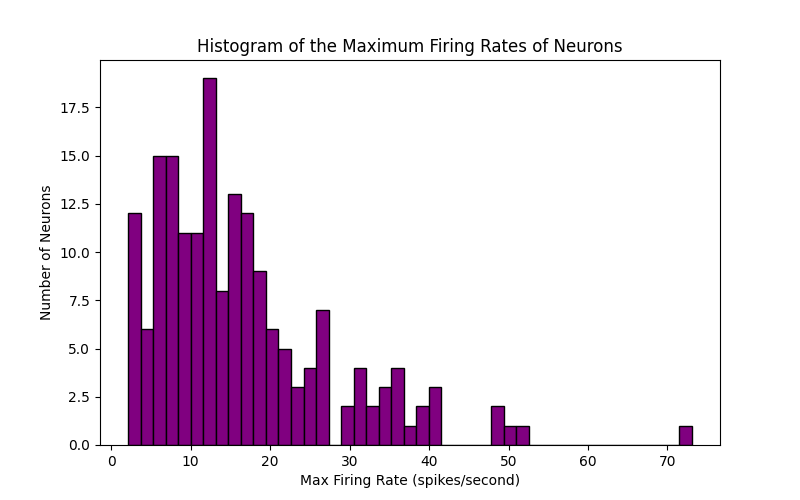 Histogram of the Maximum Firing Rates of Neurons
Number of Neurons
17.5
15.0
12.5
10.0
7.5
5.0
2.5
0.0
0 10 20 30 40 50 60 70
Max Firing Rate (spikes/second)